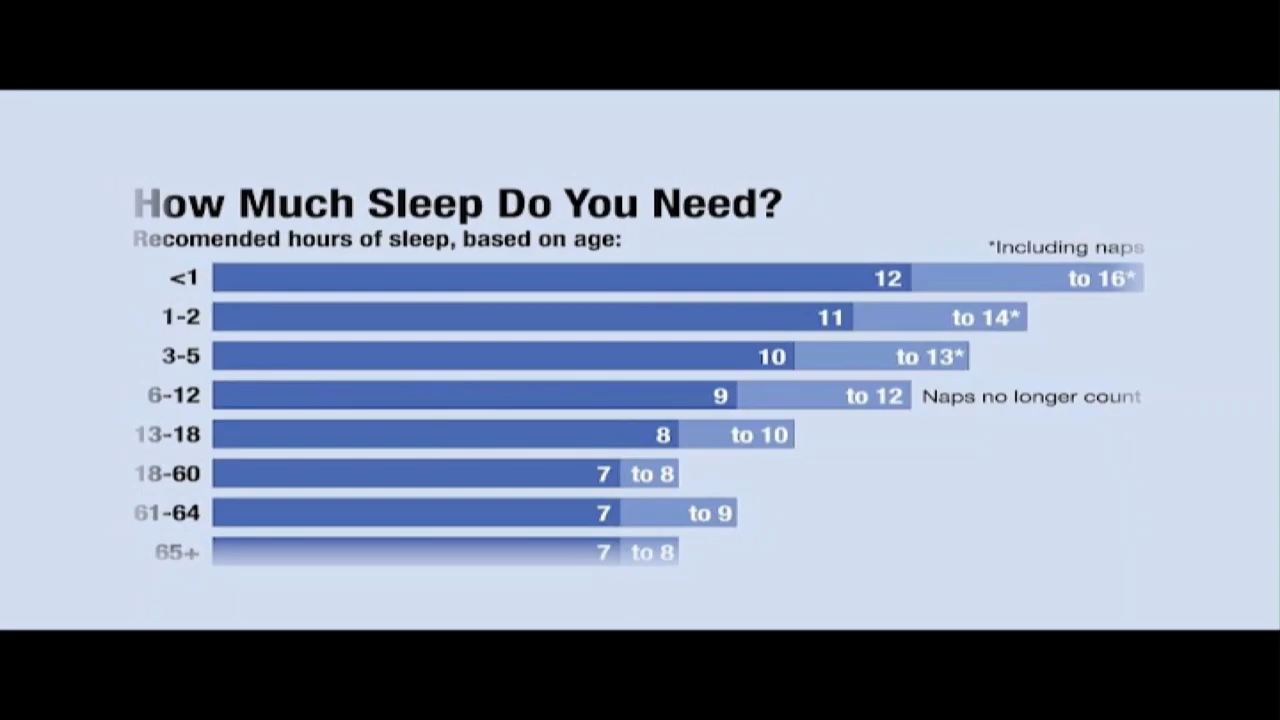 How Much Sleep Do You Need?
Recomended hours of sleep, based on age:
*Including naps
<1 12 to 16*
1-2 11 to 14*
3-5 10 to 13*
6-12 9 to 12 Naps no longer count
13-18 8 to 10
18-60 7 to 8
61-64 7 to 9
65+ 7 to 8